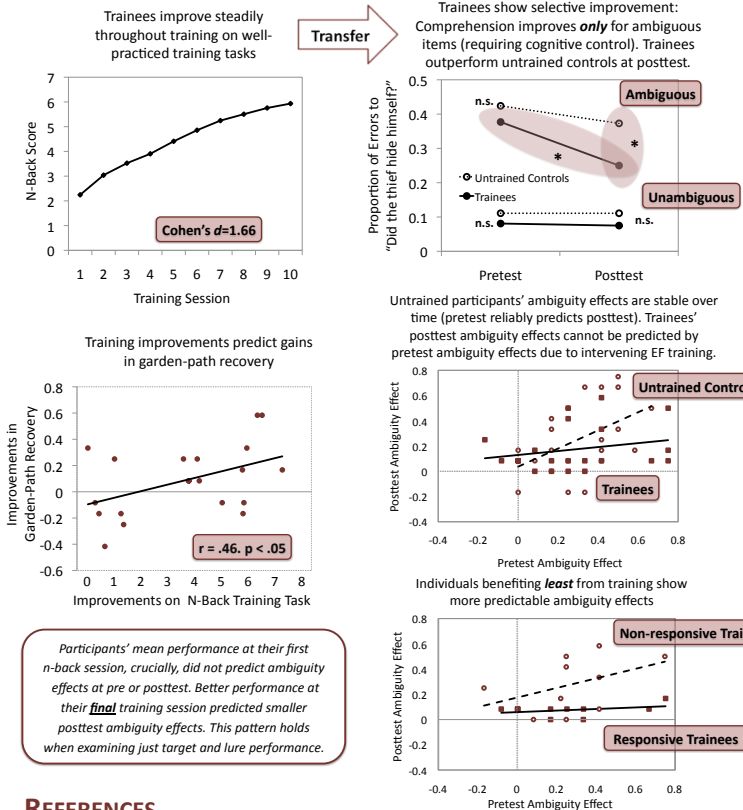 Trainees improve steadily
throughout training on well-
practiced training tasks
Transfer
Trainees show selective improvement:
Comprehension improves only for ambiguous
items (requiring cognitive control). Trainees
outperform untrained controls at posttest.
N-Back Score
7
6
5
4
3
2
1
0
Cohen's d=1.66
1 2 3 4 5 6 7 8 9 10
Training Session
Proportion of Errors to
"Did the thief hide himself?"
0.5
0.4
0.3
0.2
0.1
0
n.s.
Ambiguous
*
*
Untrained Controls
Trainees
Unambiguous
n.s.
n.s.
Pretest Posttest
Training improvements predict gains
in garden-path recovery
Improvements in
Garden-Path Recovery
0.8
0.6
0.4
0.2
0
-0.2
-0.4
-0.6
r = .46. p < .05
0 1 2 3 4 5 6 7 8
Improvements on N-Back Training Task
Untrained participants' ambiguity effects are stable over
time (pretest reliably predicts posttest). Trainees'
posttest ambiguity effects cannot be predicted by
pretest ambiguity effects due to intervening EF training.
Posttest Ambiguity Effect
0.8
0.6
0.4
0.2
0
-0.2
-0.4
Untrained Contro
Trainees
-0.4 -0.2 0 0.2 0.4 0.6 0.8
Pretest Ambiguity Effect
Participants' mean performance at their first
n-back session, crucially, did not predict ambiguity
effects at pre or posttest. Better performance at
their final training session predicted smaller
posttest ambiguity effects. This pattern holds
when examining just target and lure performance.
Individuals benefiting least from training show
more predictable ambiguity effects
Posttest Ambiguity Effect
0.8
0.6
0.4
0.2
0
-0.2
-0.4
Non-responsive Trai
Responsive Trainees
-0.4 -0.2 0 0.2 0.4 0.6 0.8
Pretest Ambiguity Effect
REFERENCES